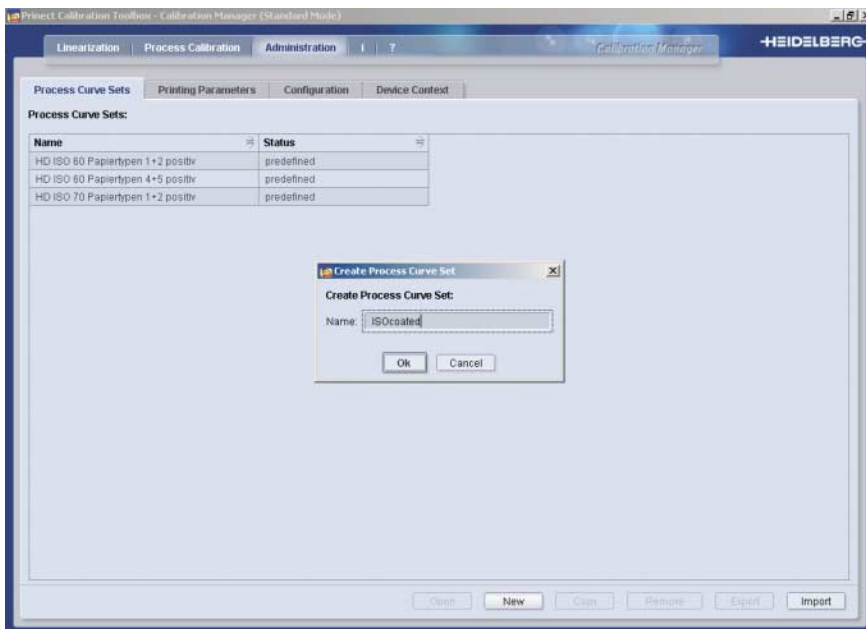 Prinect Calibration Toolbox - Calibration Manager (Standard Mode)
Linearization | Process Calibration | Administration | I | ?
Calibration Manager
HEIDELBERG
Process Curve Sets Printing Parameters Configuration Device Context
Process Curve Sets:
Name Status
HD ISO 60 Papiertypen 1+2 positiv predefined
HD ISO 60 Papiertypen 4+5 positiv predefined
HD ISO 70 Papiertypen 1+2 positiv predefined
Create Process Curve Set
Create Process Curve Set:
Name: ISOcoated
Ok Cancel
Open New Copy Remove Export Import